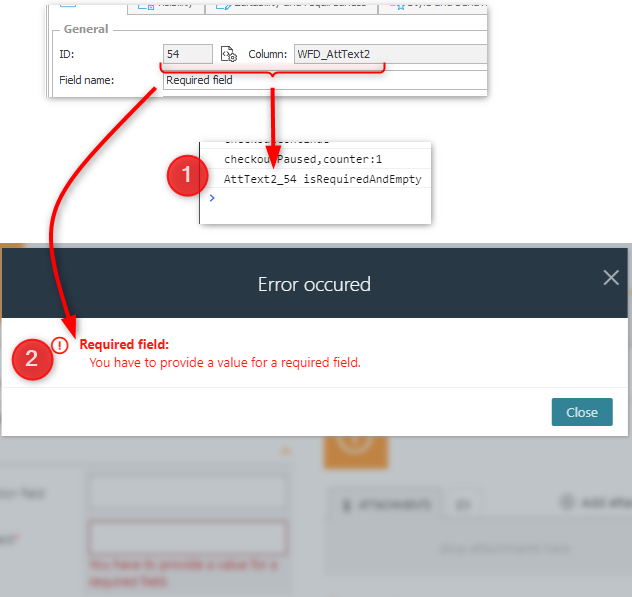 General
ID:
54
Column:
WFD_AttText2
Field name:
Required field
checkoutPaused,counter:1
1
AttText2_54 isRequiredAndEmpty
>
Error occured
Required field:
2
You have to provide a value for a required field.
Close
You have to provide a value for a
required field.